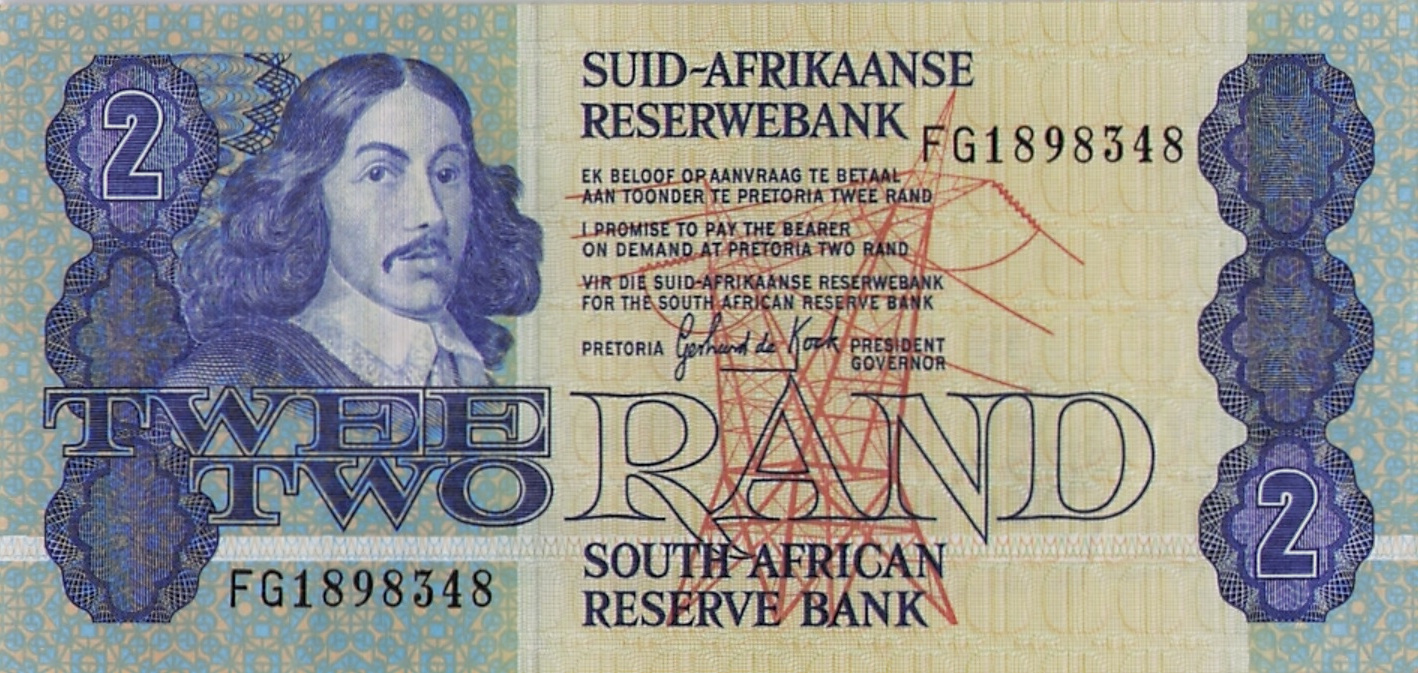 2
SUID-AFRIKAANSE
RESERWEBANK
FG1898348
EK BELOOF OP AANVRAAG TE BETAAL
AAN TOONDER TE PRETORIA TWEE RAND
I PROMISE TO PAY THE BEARER
ON DEMAND AT PRETORIA TWO RAND
VIR DIE SUID-AFRIKAANSE RESERWEBANK
FOR THE SOUTH AFRICAN RESERVE BANK
PRETORIA Gerhard de Kock PRESIDENT
GOVERNOR
TWEE
TWO RAND
SOUTH AFRICAN
RESERVE BANK
FG1898348
2